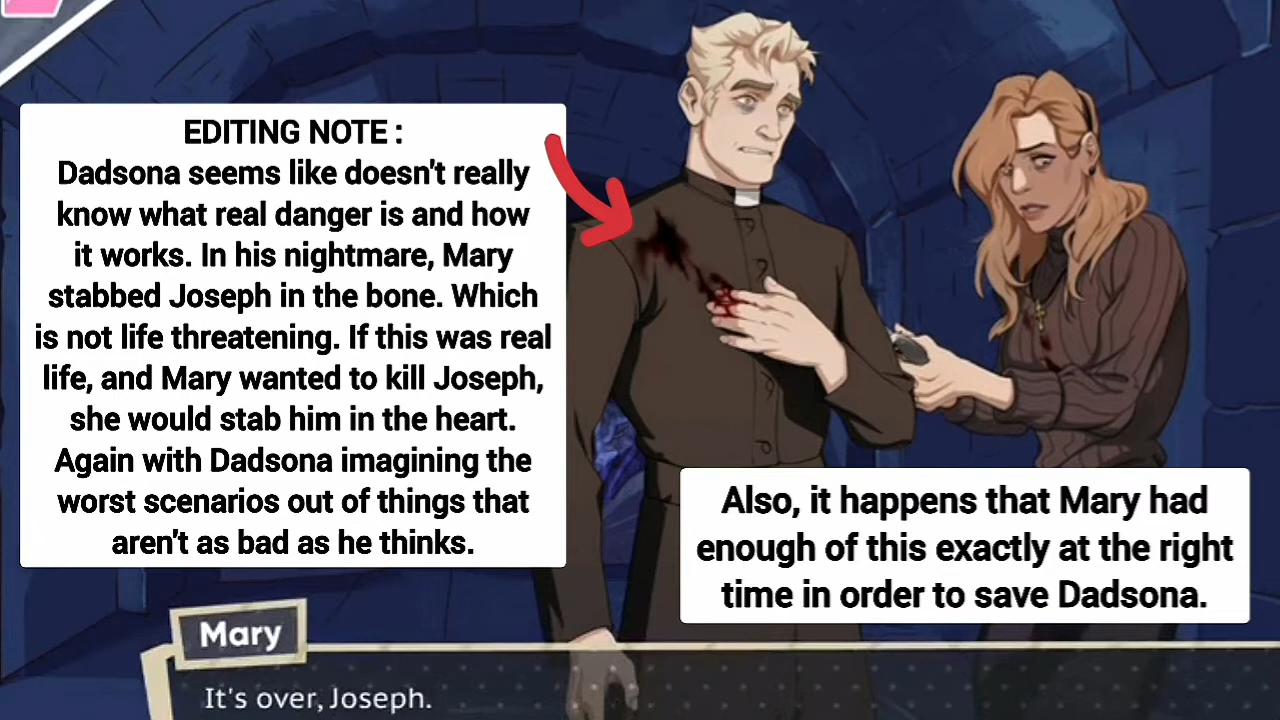 EDITING NOTE :
Dadsona seems like doesn't really
know what real danger is and how
it works. In his nightmare, Mary
stabbed Joseph in the bone. Which
is not life threatening. If this was real
life, and Mary wanted to kill Joseph,
she would stab him in the heart.
Again with Dadsona imagining the
worst scenarios out of things that
aren't as bad as he thinks.
Also, it happens that Mary had
enough of this exactly at the right
time in order to save Dadsona.
Mary
It's over, Joseph.